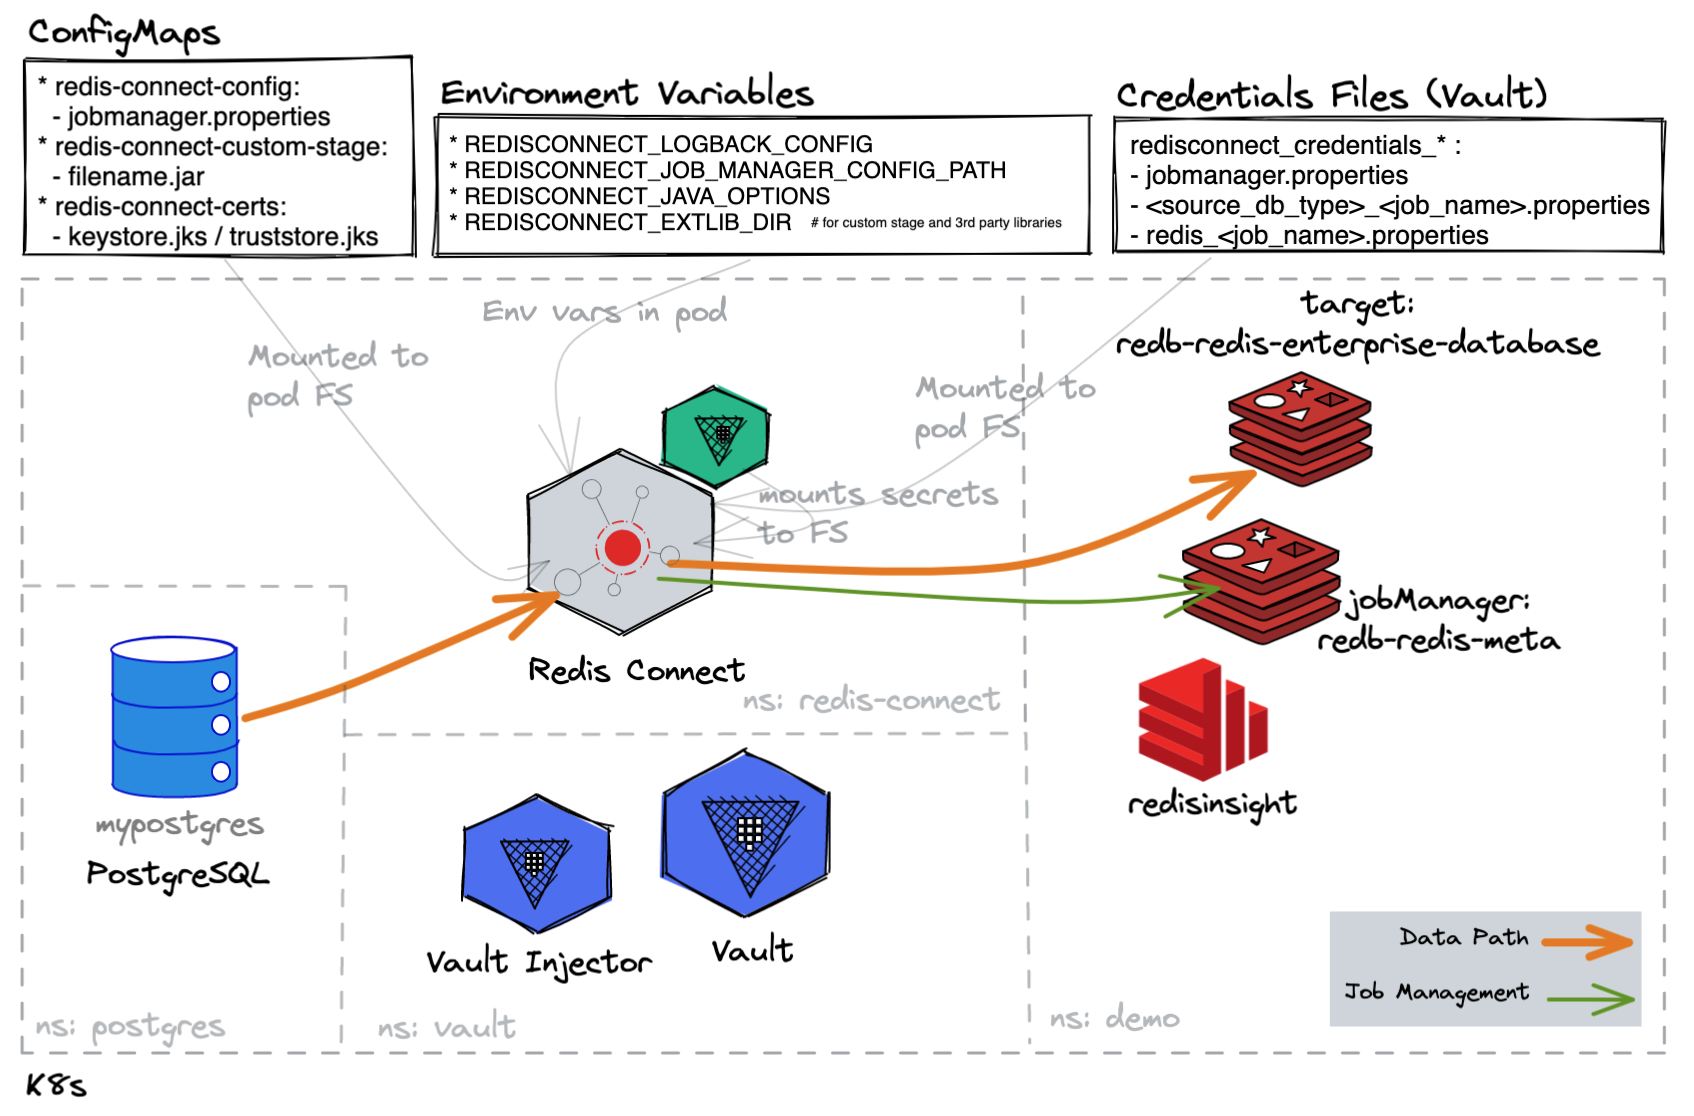 ConfigMaps
* redis-connect-config:
- jobmanager.properties
* redis-connect-custom-stage:
- filename.jar
* redis-connect-certs:
- keystore.jks / truststore.jks
Environment Variables
* REDISCONNECT_LOGBACK_CONFIG
* REDISCONNECT_JOB_MANAGER_CONFIG_PATH
* REDISCONNECT_JAVA_OPTIONS
* REDISCONNECT_EXTLIB_DIR # for custom stage and 3rd party libraries
Credentials Files (Vault)
redisconnect_credentials_* :
- jobmanager.properties
- <source_db_type>_<job_name>.properties
- redis_<job_name>.properties
Env vars in pod
Mounted to
pod FS
Mounted to
pod FS
mounts secrets
to FS
target:
redb-redis-enterprise-database
Redis Connect
ns: redis-connect
jobManager:
redb-redis-meta
redisinsight
mypostgres
PostgreSQL
ns: postgres
Vault Injector
Vault
ns: vault
ns: demo
Data Path
Job Management
K8s